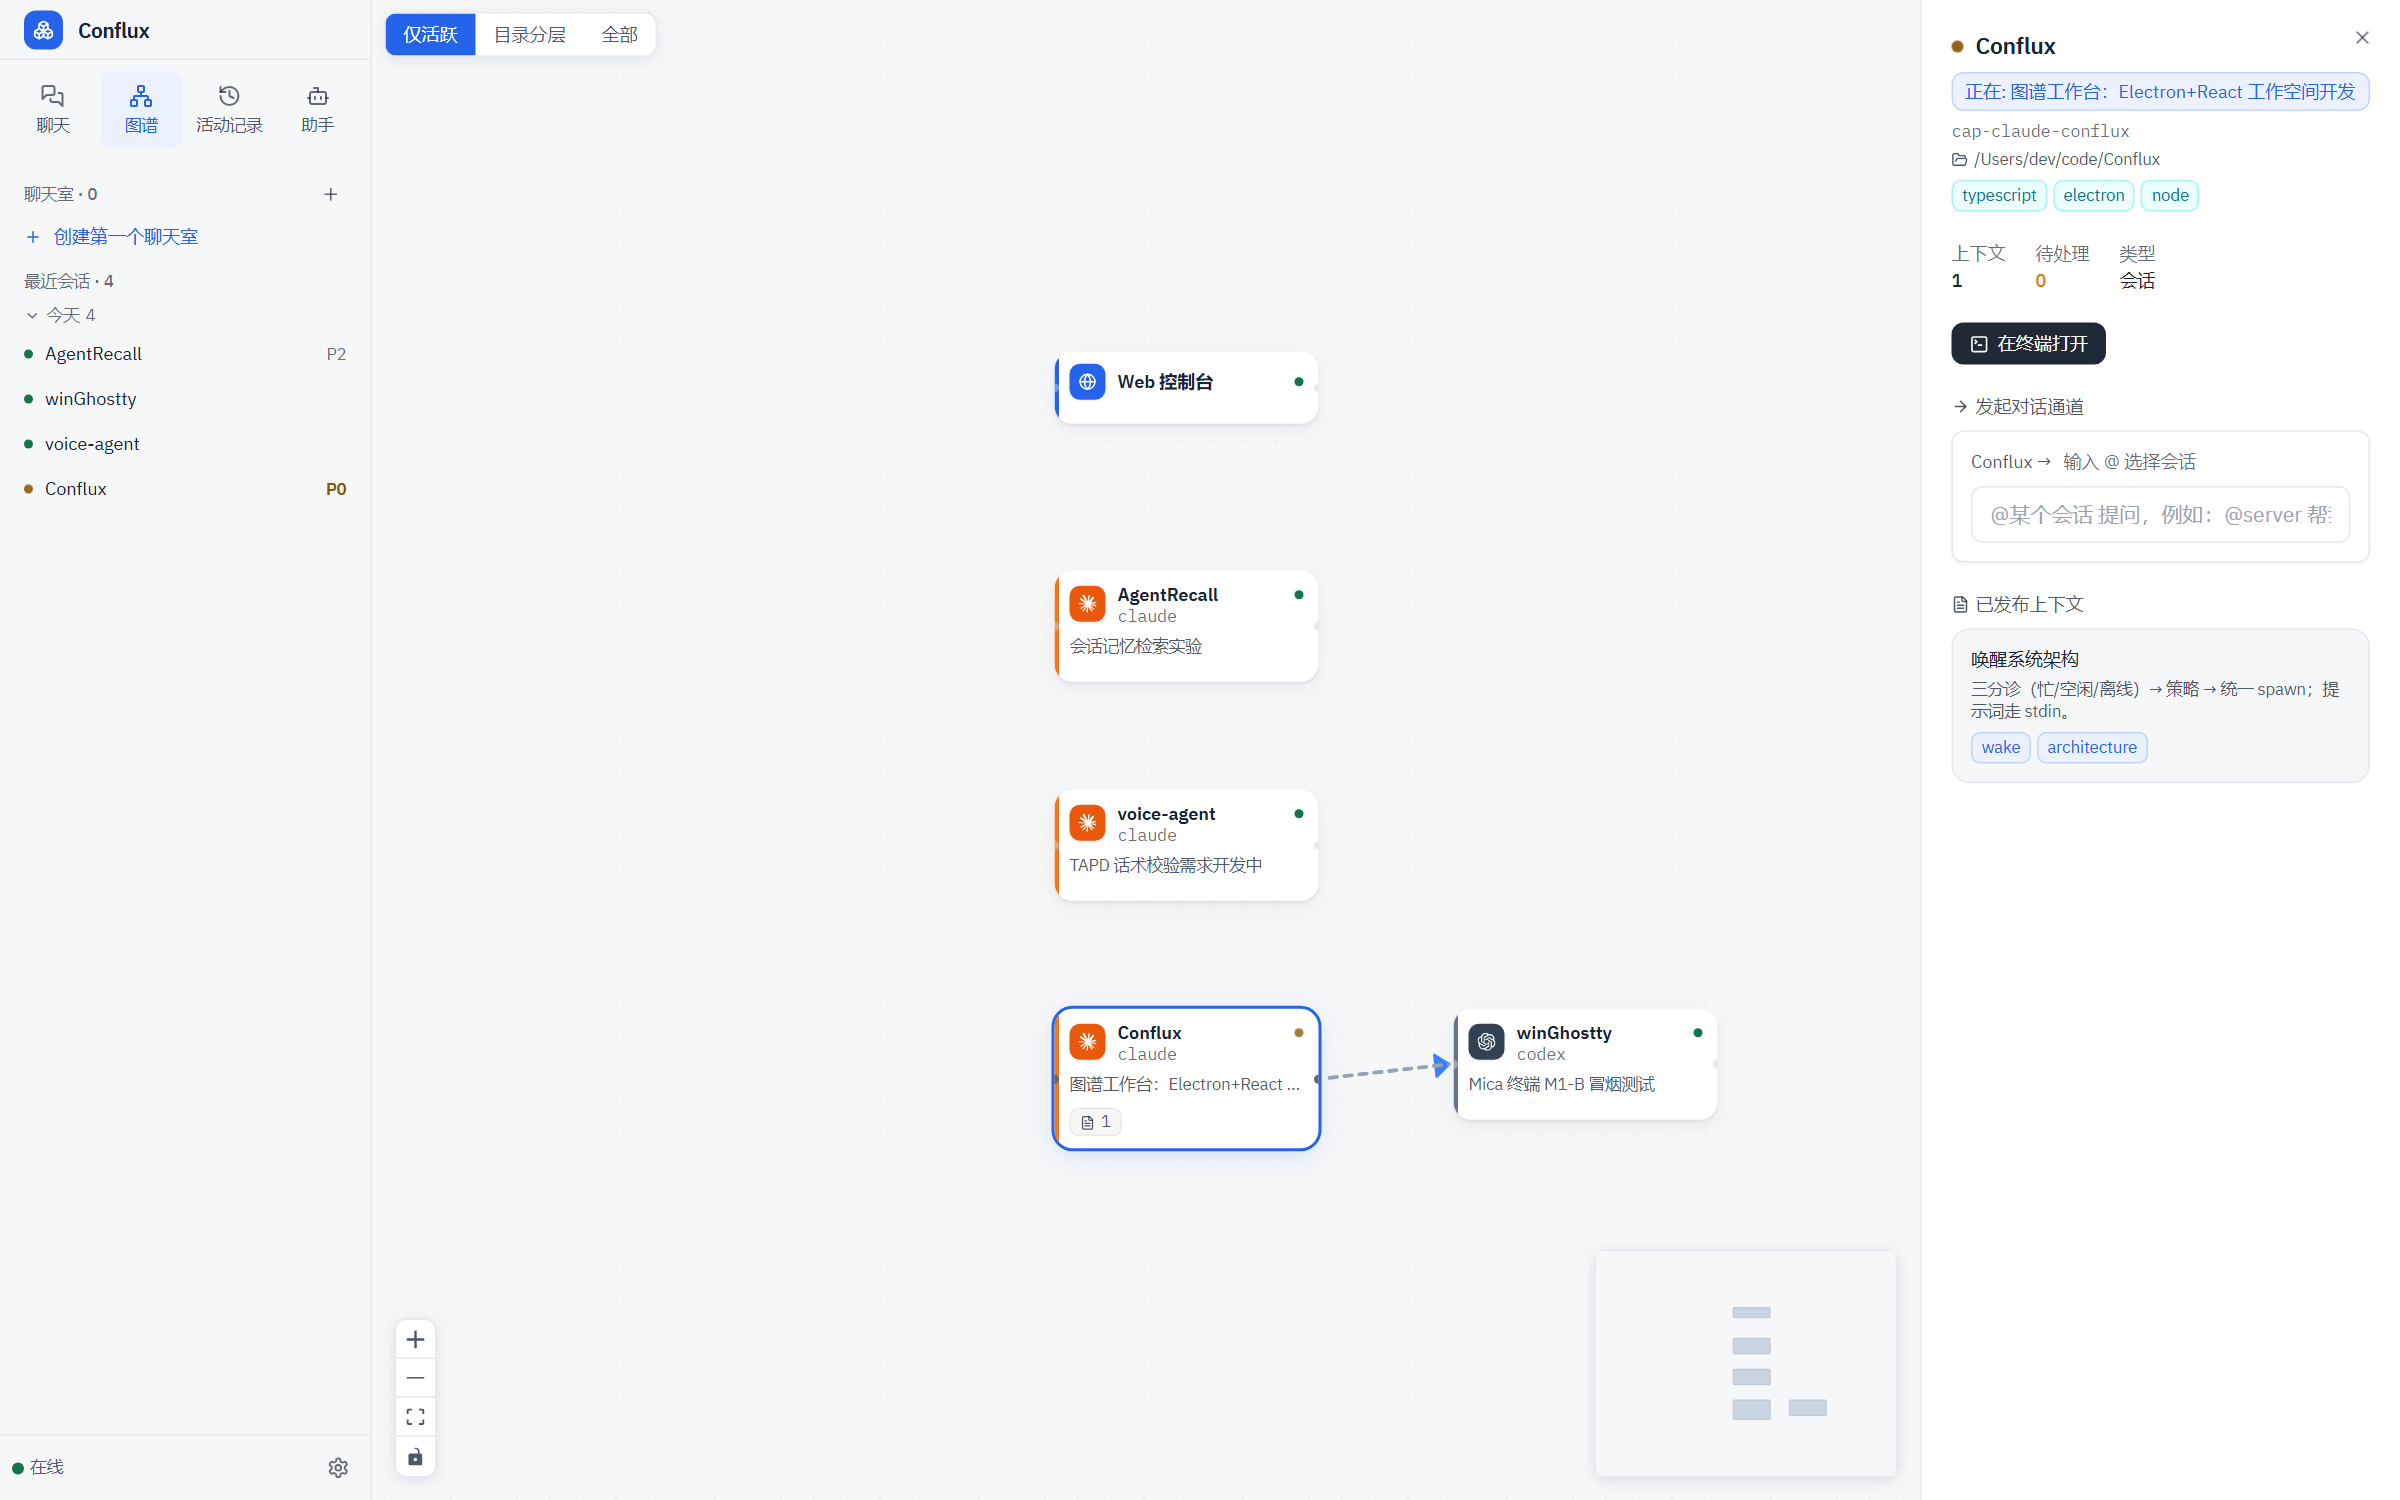 Conflux
聊天
图谱
活动记录
助手
聊天室 · 0
创建第一个聊天室
最近会话 · 4
今天 4
AgentRecall P2
winGhostty
voice-agent
Conflux P0
在线
仅活跃 目录分层 全部
Web 控制台
AgentRecall
claude
会话记忆检索实验
voice-agent
claude
TAPD 话术校验需求开发中
Conflux
claude
图谱工作台：Electron+React ...
1
winGhostty
codex
Mica 终端 M1-B 冒烟测试
Conflux
正在: 图谱工作台：Electron+React 工作空间开发
cap-claude-conflux
/Users/dev/code/Conflux
typescript electron node
上下文 待处理 类型
1 0 会话
在终端打开
→ 发起对话通道
Conflux → 输入 @ 选择会话
@某个会话 提问，例如：@server 帮
已发布上下文
唤醒系统架构
三分诊（忙/空闲/离线）→ 策略 → 统一 spawn；提
示词走 stdin。
wake architecture